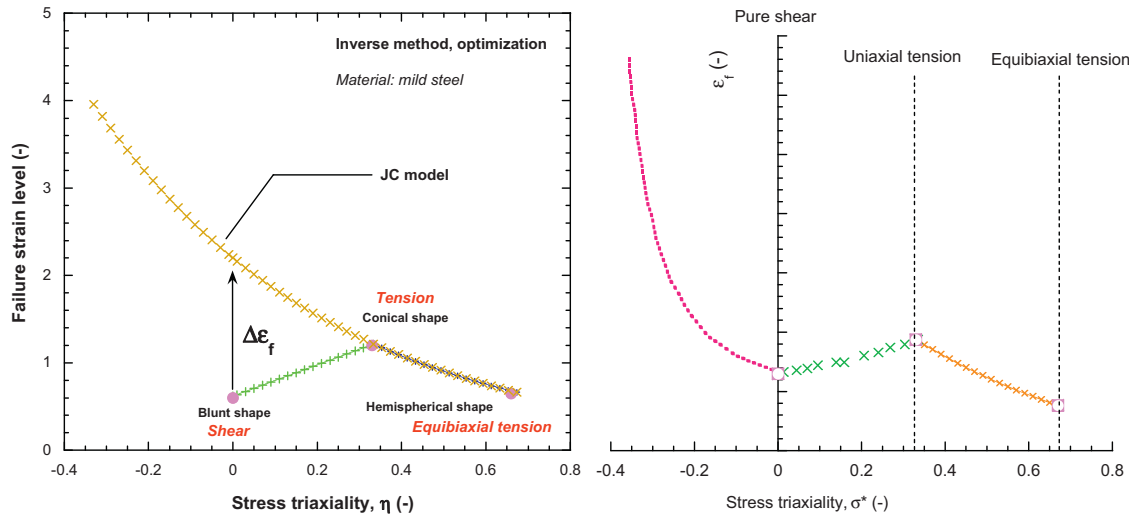 5
4
3
2
1
0
-0.4
-0.2
0
0.2
0.4
0.6
0.8
Failure strain level (-)
Stress triaxiality, η (-)
Inverse method, optimization
Material: mild steel
JC model
Δε_f
Tension
Conical shape
Blunt shape
Shear
Hemispherical shape
Equibiaxial tension
Pure shear
Uniaxial tension
Equibiaxial tension
ε_f (-)
-0.4
-0.2
0
0.2
0.4
0.6
0.8
Stress triaxiality, σ* (-)